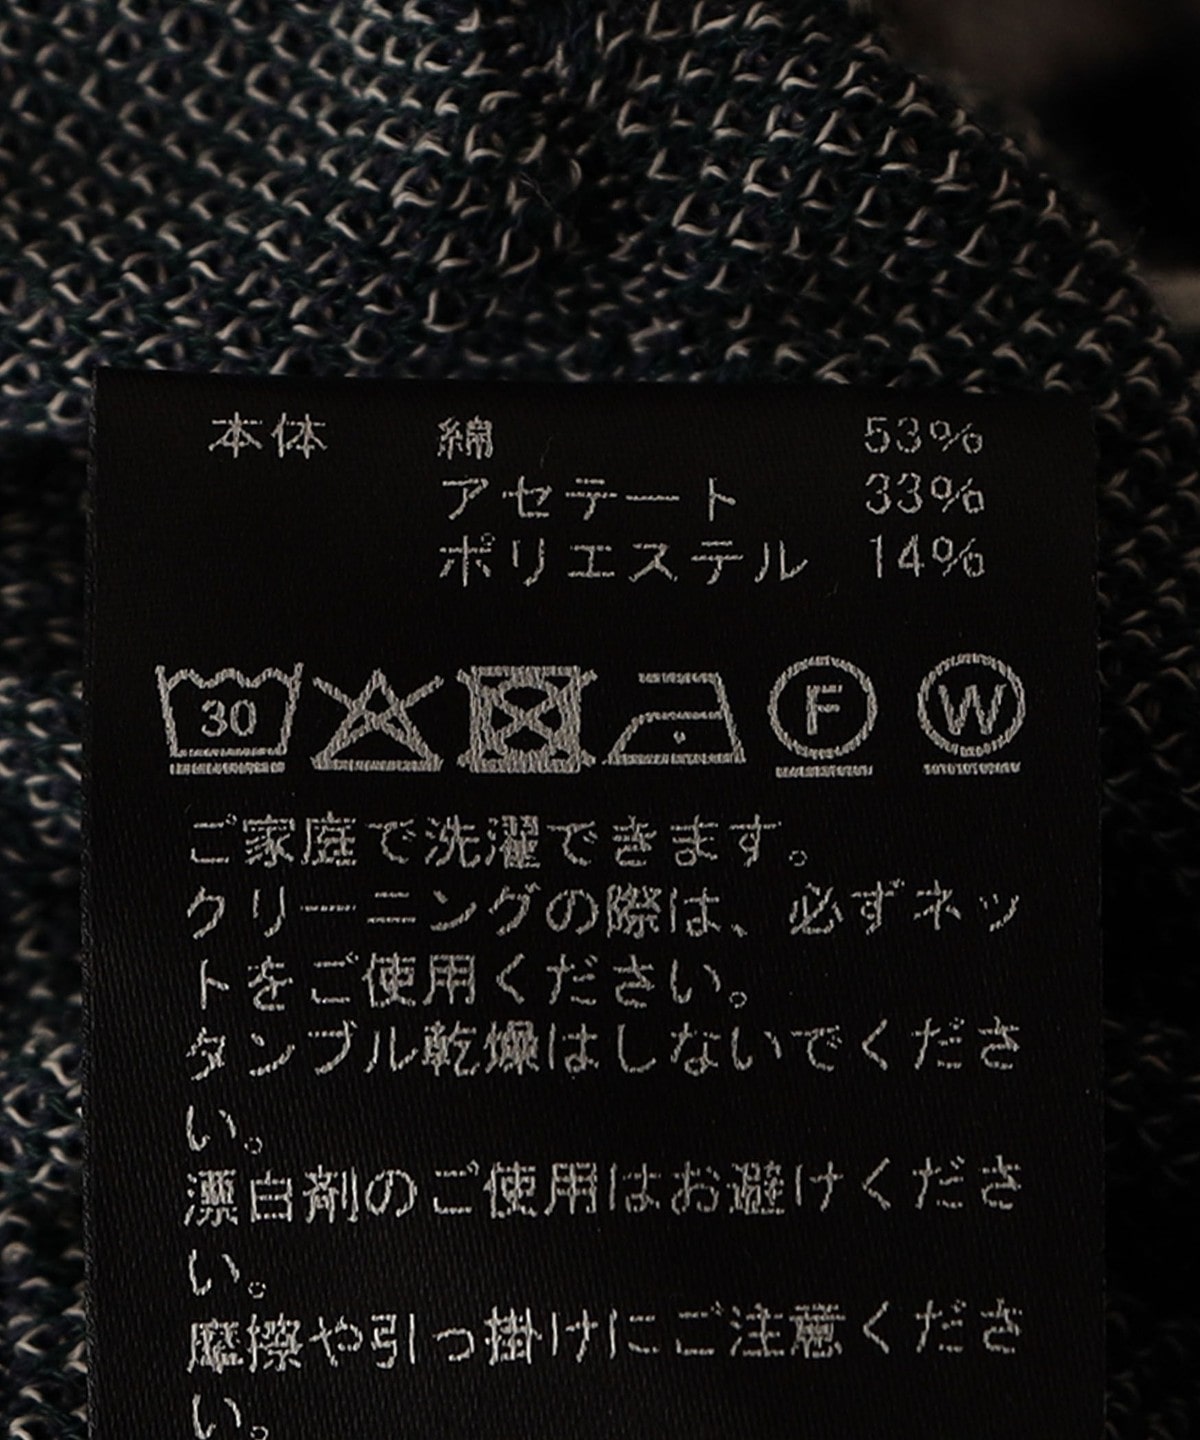 本体 綿 53%
アセテート 33%
ポリエステル 14%
30 F W
ご家庭で洗濯できます。
クリーニングの際は、必ずネッ
トをご使用ください。
タンブル乾燥はしないでくださ
い。
漂白剤のご使用はお避けくださ
い。
摩擦や引っ掛けにご注意くださ
い。